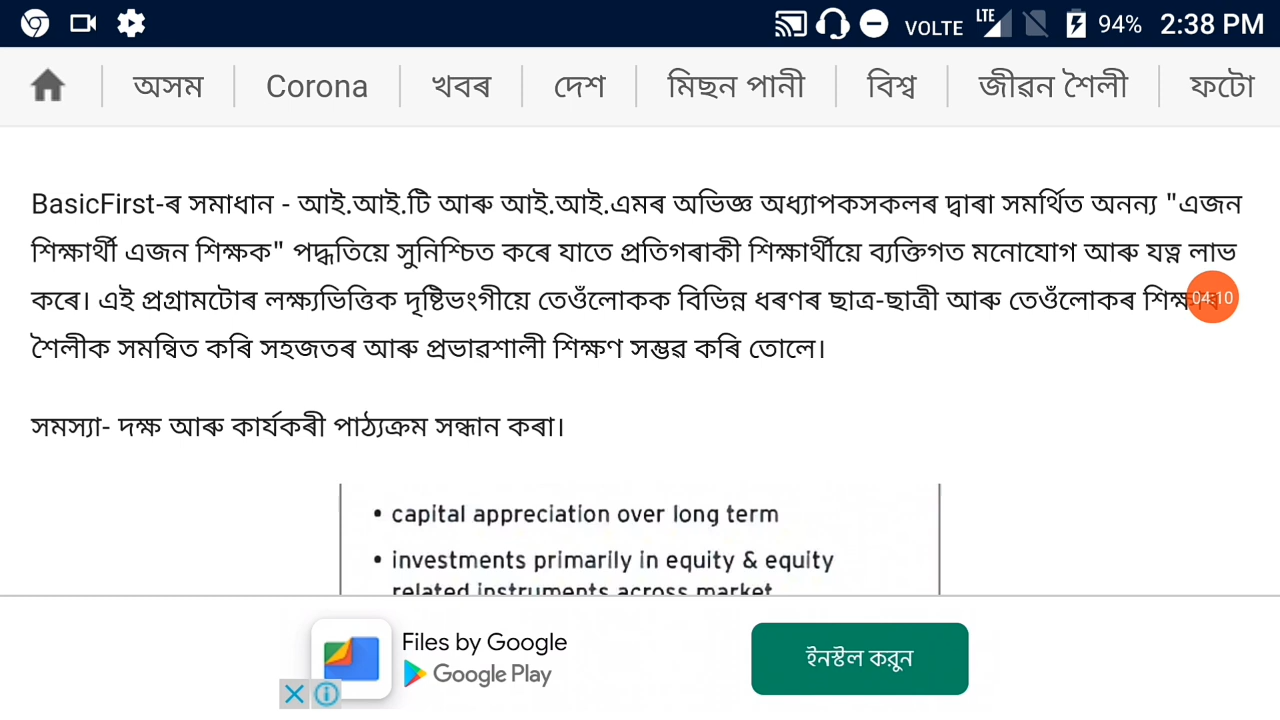 VOLTE LTE 94% 2:38 PM
অসম Corona খবৰ দেশ মিছন পানী বিশ্ব জীৱন শৈলী ফটো
BasicFirst-ৰ সমাধান - আই.আই.টি আৰু আই.আই.এমৰ অভিজ্ঞ অধ্যাপকসকলৰ দ্বাৰা সমৰ্থিত অনন্য "এজন
শিক্ষাৰ্থী এজন শিক্ষক" পদ্ধতিয়ে সুনিশ্চিত কৰে যাতে প্ৰতিগৰাকী শিক্ষাৰ্থীয়ে ব্যক্তিগত মনোযোগ আৰু যত্ন লাভ
কৰে। এই প্ৰগ্ৰামটোৰ লক্ষ্যভিত্তিক দৃষ্টিভংগীয়ে তেওঁলোকক বিভিন্ন ধৰণৰ ছাত্ৰ-ছাত্ৰী আৰু তেওঁলোকৰ
04:10
শৈলীক সমন্বিত কৰি সহজতৰ আৰু প্ৰভাৱশালী শিক্ষণ সম্ভৱ কৰি তোলে।
সমস্যা- দক্ষ আৰু কাৰ্যকৰী পাঠ্যক্ৰম সন্ধান কৰা।
• capital appreciation over long term
• investments primarily in equity & equity
related instruments across market
Files by Google
Google Play
ইনস্টল করুন